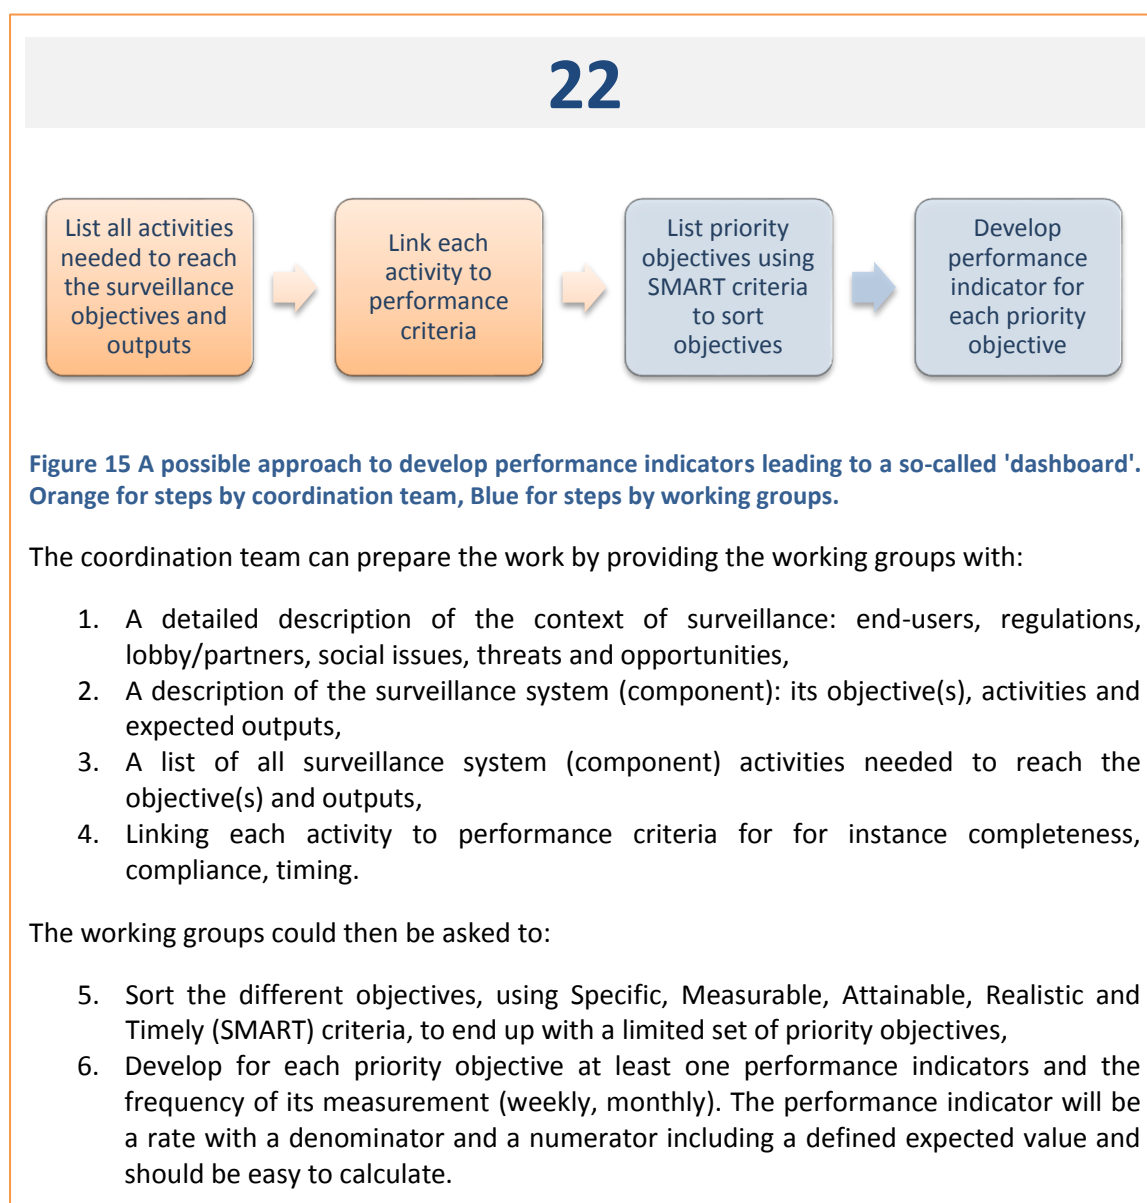 22
List all activities
needed to reach
the surveillance
objectives and
outputs
Link each
activity to
performance
criteria
List priority
objectives using
SMART criteria
to sort
objectives
Develop
performance
indicator for
each priority
objective
Figure 15 A possible approach to develop performance indicators leading to a so-called 'dashboard'.
Orange for steps by coordination team, Blue for steps by working groups.
The coordination team can prepare the work by providing the working groups with:
1. A detailed description of the context of surveillance: end-users, regulations,
lobby/partners, social issues, threats and opportunities,
2. A description of the surveillance system (component): its objective(s), activities and
expected outputs,
3. A list of all surveillance system (component) activities needed to reach the
objective(s) and outputs,
4. Linking each activity to performance criteria for for instance completeness,
compliance, timing.
The working groups could then be asked to:
5. Sort the different objectives, using Specific, Measurable, Attainable, Realistic and
Timely (SMART) criteria, to end up with a limited set of priority objectives,
6. Develop for each priority objective at least one performance indicators and the
frequency of its measurement (weekly, monthly). The performance indicator will be
a rate with a denominator and a numerator including a defined expected value and
should be easy to calculate.